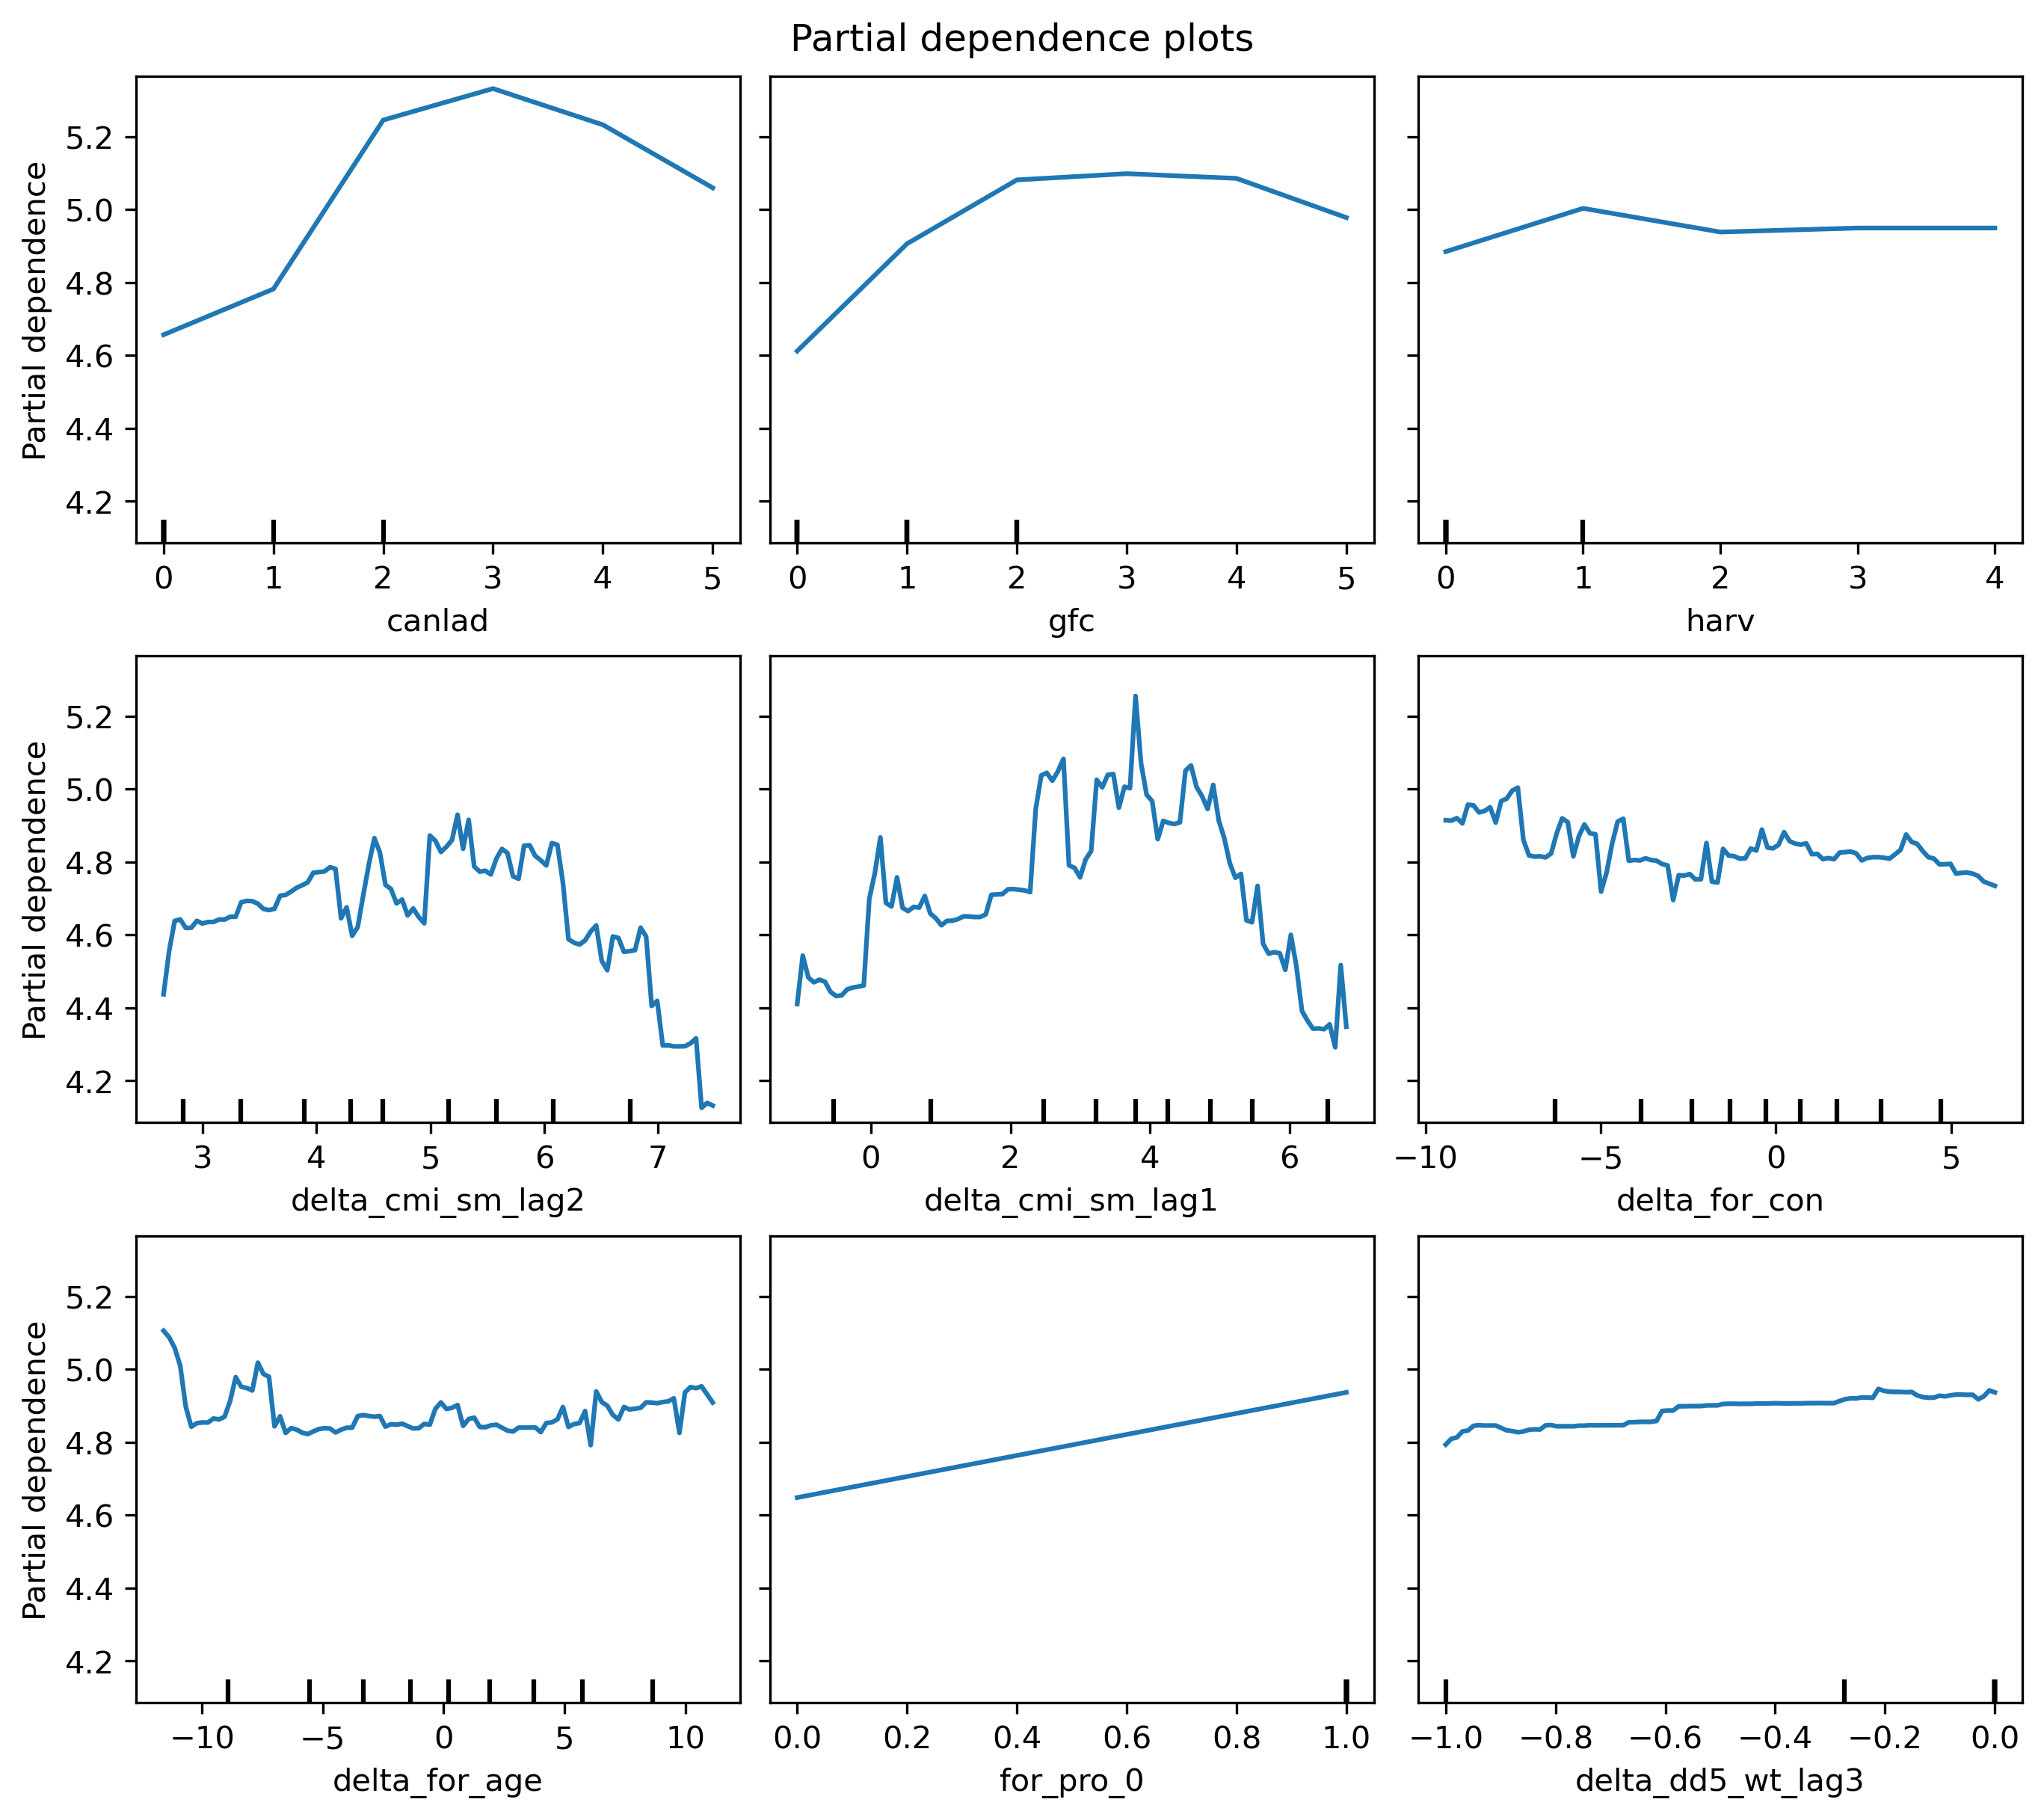 Partial dependence plots
Partial dependence
5.2
5.0
4.8
4.6
4.4
4.2
0 1 2 3 4 5
canlad
0 1 2 3 4 5
gfc
0 1 2 3 4
harv
Partial dependence
5.2
5.0
4.8
4.6
4.4
4.2
3 4 5 6 7
delta_cmi_sm_lag2
0 2 4 6
delta_cmi_sm_lag1
−10 −5 0 5
delta_for_con
Partial dependence
5.2
5.0
4.8
4.6
4.4
4.2
−10 −5 0 5 10
delta_for_age
0.0 0.2 0.4 0.6 0.8 1.0
for_pro_0
−1.0 −0.8 −0.6 −0.4 −0.2 0.0
delta_dd5_wt_lag3